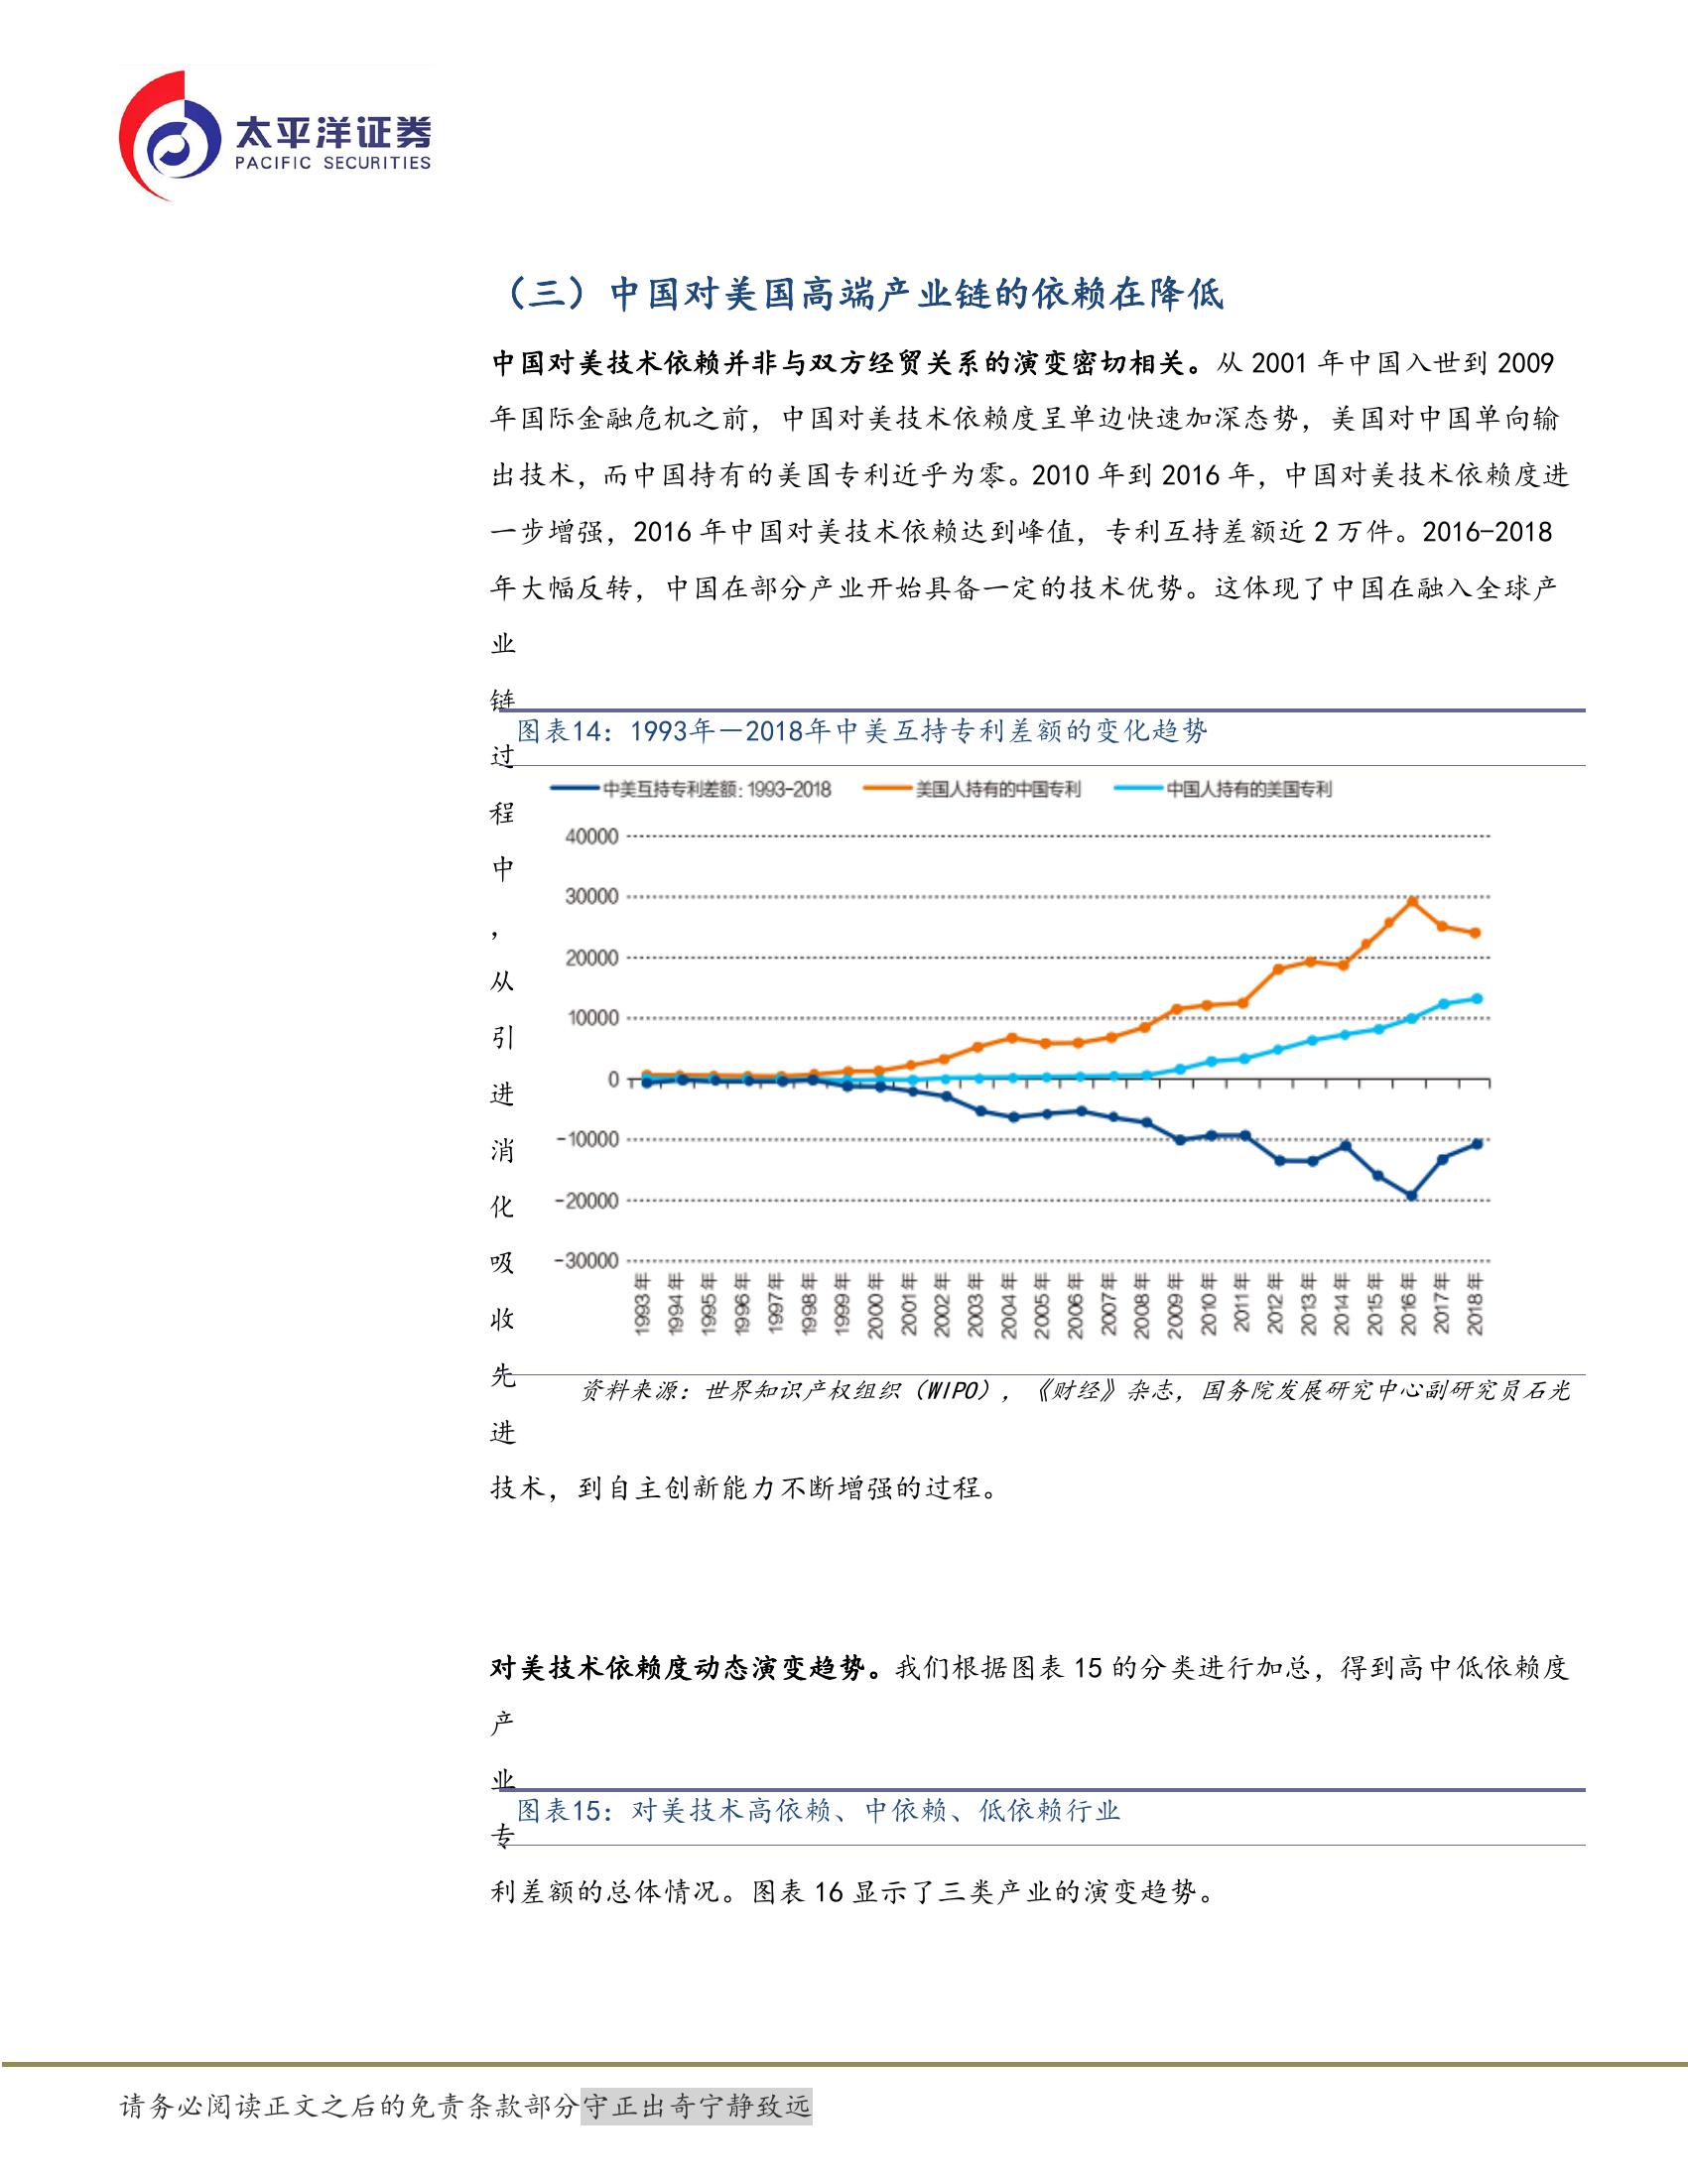 太平洋证券
PACIFIC SECURITIES
（三）中国对美国高端产业链的依赖在降低
中国对美技术依赖并非与双方经贸关系的演变密切相关。从 2001 年中国入世到 2009
年国际金融危机之前，中国对美技术依赖度呈单边快速加深态势，美国对中国单向输
出技术，而中国持有的美国专利近乎为零。2010 年到 2016 年，中国对美技术依赖度进
一步增强，2016 年中国对美技术依赖达到峰值，专利互持差额近 2 万件。2016-2018
年大幅反转，中国在部分产业开始具备一定的技术优势。这体现了中国在融入全球产
业
链
过
程
中
，
从
引
进
消
化
吸
收
先
进
技术，到自主创新能力不断增强的过程。
图表14：1993年—2018年中美互持专利差额的变化趋势
中美互持专利差额：1993-2018
美国人持有的中国专利
中国人持有的美国专利
40000
30000
20000
10000
0
-10000
-20000
-30000
1993年
1994年
1995年
1996年
1997年
1998年
1999年
2000年
2001年
2002年
2003年
2004年
2005年
2006年
2007年
2008年
2009年
2010年
2011年
2012年
2013年
2014年
2015年
2016年
2017年
2018年
资料来源：世界知识产权组织（WIPO），《财经》杂志，国务院发展研究中心副研究员石光
对美技术依赖度动态演变趋势。我们根据图表 15 的分类进行加总，得到高中低依赖度
产
业
专
利差额的总体情况。图表 16 显示了三类产业的演变趋势。
图表15：对美技术高依赖、中依赖、低依赖行业
请务必阅读正文之后的免责条款部分守正出奇宁静致远